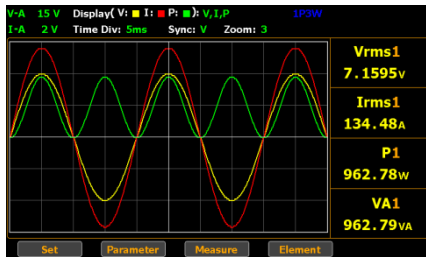 V-A 15 V Display( V: I: P: ): V,I,P 1P3W
I-A 2 V Time Div: 5ms Sync: V Zoom: 3
Vrms1
7.1595V
Irms1
134.48A
P1
962.78W
VA1
962.79VA
Set Parameter Measure Element